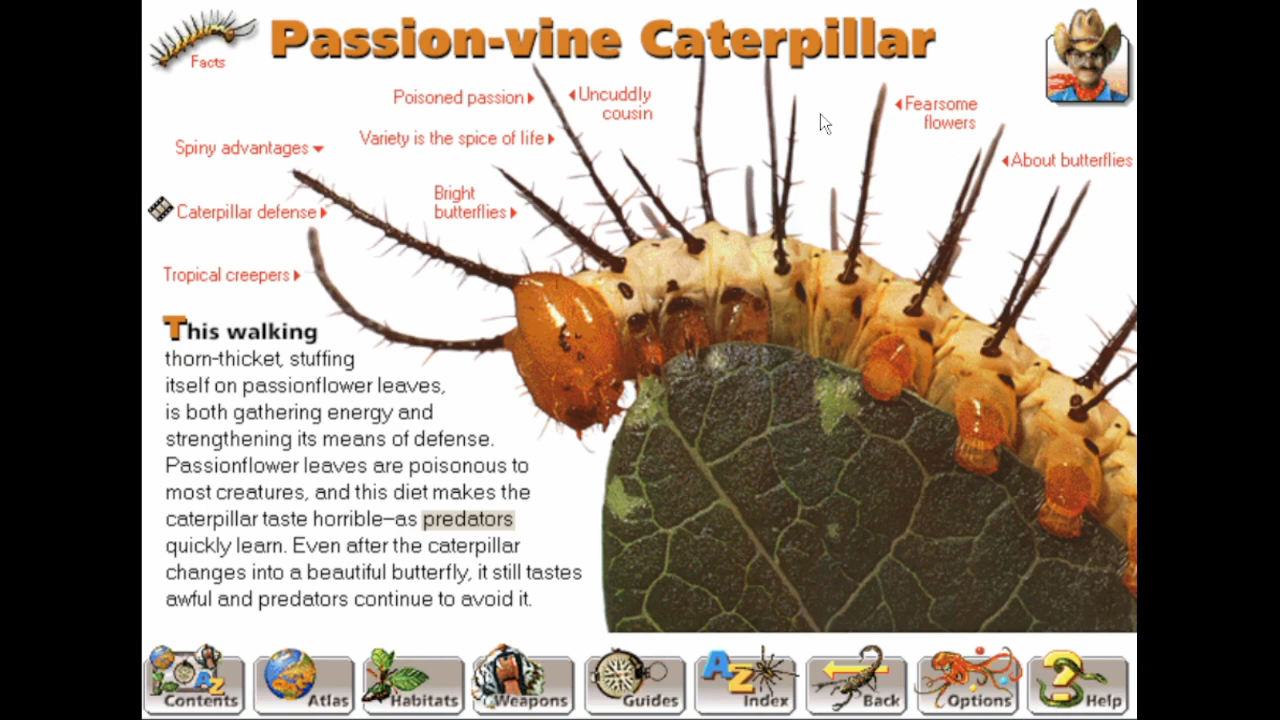 Passion-vine Caterpillar
Facts
Poisoned passion
Uncuddly
cousin
Fearsome
flowers
Variety is the spice of life
Spiny advantages
About butterflies
Bright
butterflies
Caterpillar defense
Tropical creepers
This walking
thorn-thicket, stuffing
itself on passionflower leaves,
is both gathering energy and
strengthening its means of defense.
Passionflower leaves are poisonous to
most creatures, and this diet makes the
caterpillar taste horrible–as predators
quickly learn. Even after the caterpillar
changes into a beautiful butterfly, it still tastes
awful and predators continue to avoid it.
AZ
Contents
Atlas
Habitats
Weapons
Guides
AZ
Index
Back
Options
?
Help